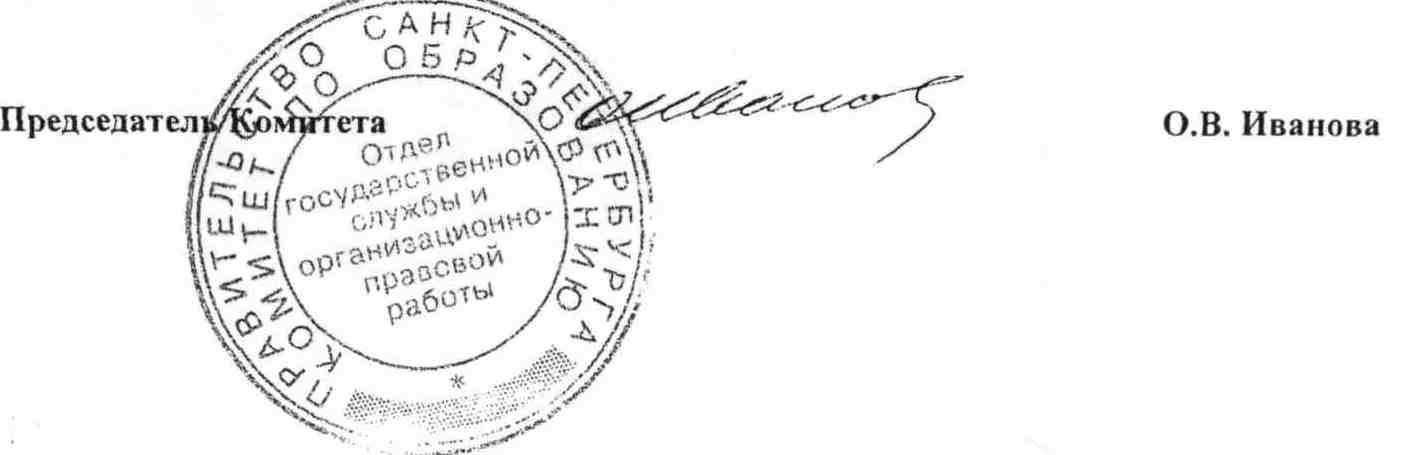 Председатель Комитета
О.В. Иванова
ПРАВИТЕЛЬСТВО САНКТ-ПЕТЕРБУРГА
КОМИТЕТ ПО ОБРАЗОВАНИЮ
Отдел
государственной
службы и
организационно-
правовой
работы
*